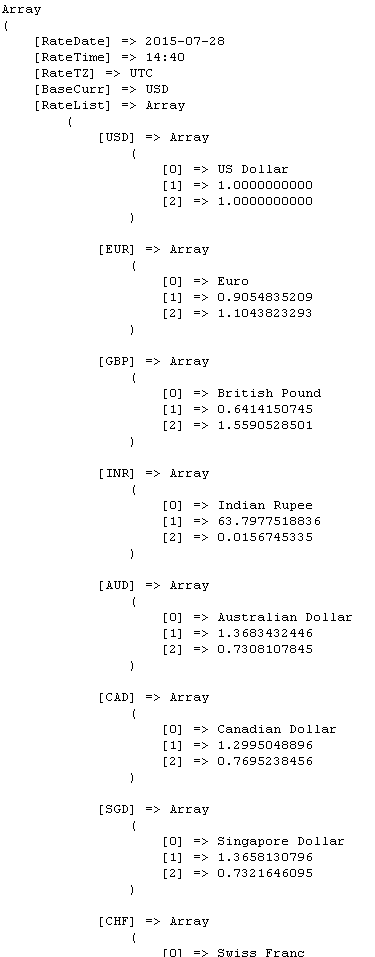 Array
(
    [RateDate] => 2015-07-28
    [RateTime] => 14:40
    [RateTZ] => UTC
    [BaseCurr] => USD
    [RateList] => Array
        (
            [USD] => Array
                (
                    [0] => US Dollar
                    [1] => 1.0000000000
                    [2] => 1.0000000000
                )

            [EUR] => Array
                (
                    [0] => Euro
                    [1] => 0.9054835209
                    [2] => 1.1043823293
                )

            [GBP] => Array
                (
                    [0] => British Pound
                    [1] => 0.6414150745
                    [2] => 1.5590528501
                )

            [INR] => Array
                (
                    [0] => Indian Rupee
                    [1] => 63.7977518836
                    [2] => 0.0156745335
                )

            [AUD] => Array
                (
                    [0] => Australian Dollar
                    [1] => 1.3683432446
                    [2] => 0.7308107845
                )

            [CAD] => Array
                (
                    [0] => Canadian Dollar
                    [1] => 1.2995048896
                    [2] => 0.7695238456
                )

            [SGD] => Array
                (
                    [0] => Singapore Dollar
                    [1] => 1.3658130796
                    [2] => 0.7321646095
                )

            [CHF] => Array
                (
                    [0] => Swiss Franc